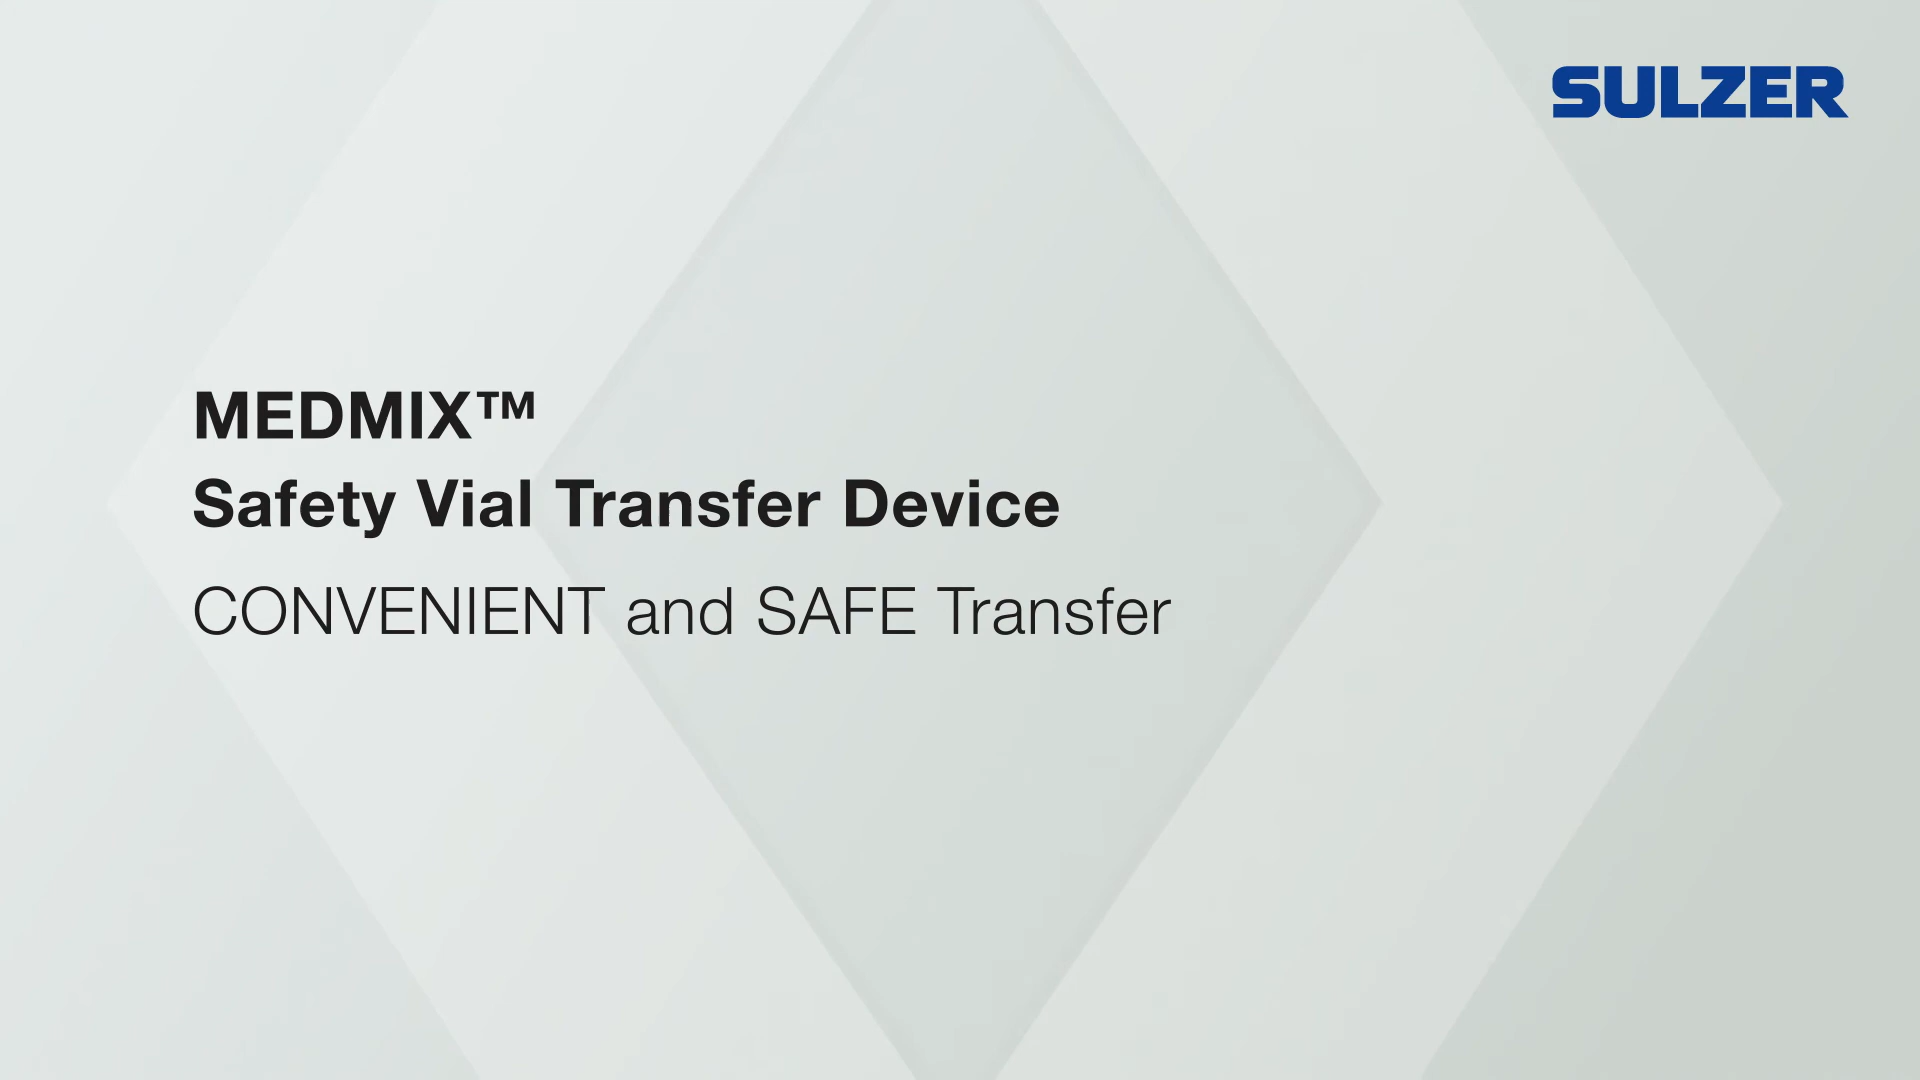 SULZER
MEDMIX™
Safety Vial Transfer Device
CONVENIENT and SAFE Transfer